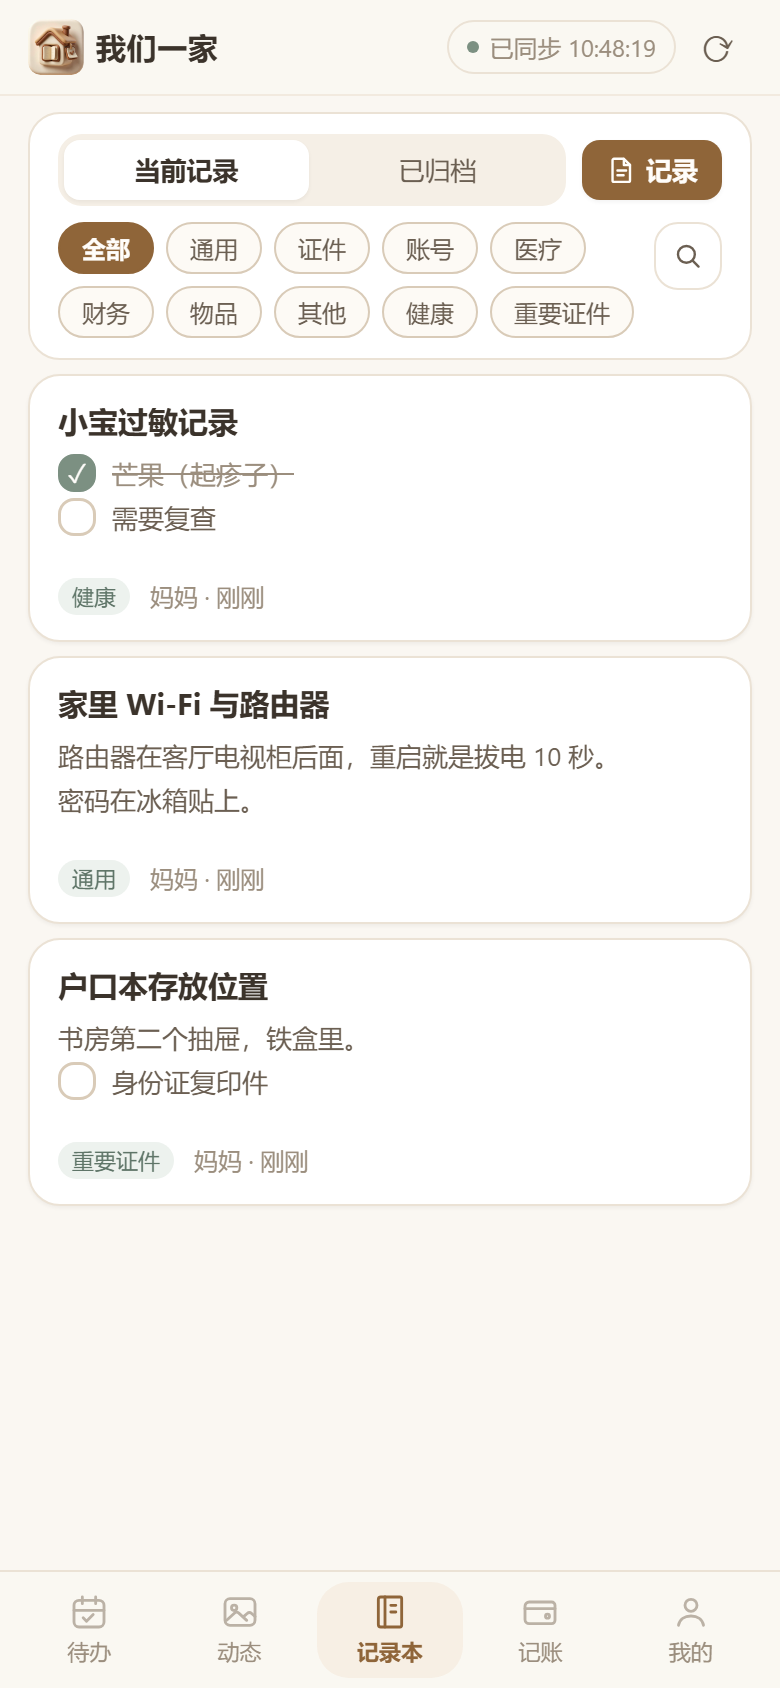 我们一家
已同步 10:48:19
当前记录 已归档 记录
全部 通用 证件 账号 医疗
财务 物品 其他 健康 重要证件
小宝过敏记录
芒果（起疹子）
需要复查
健康 妈妈 · 刚刚
家里 Wi-Fi 与路由器
路由器在客厅电视柜后面，重启就是拔电 10 秒。
密码在冰箱贴上。
通用 妈妈 · 刚刚
户口本存放位置
书房第二个抽屉，铁盒里。
身份证复印件
重要证件 妈妈 · 刚刚
待办 动态 记录本 记账 我的